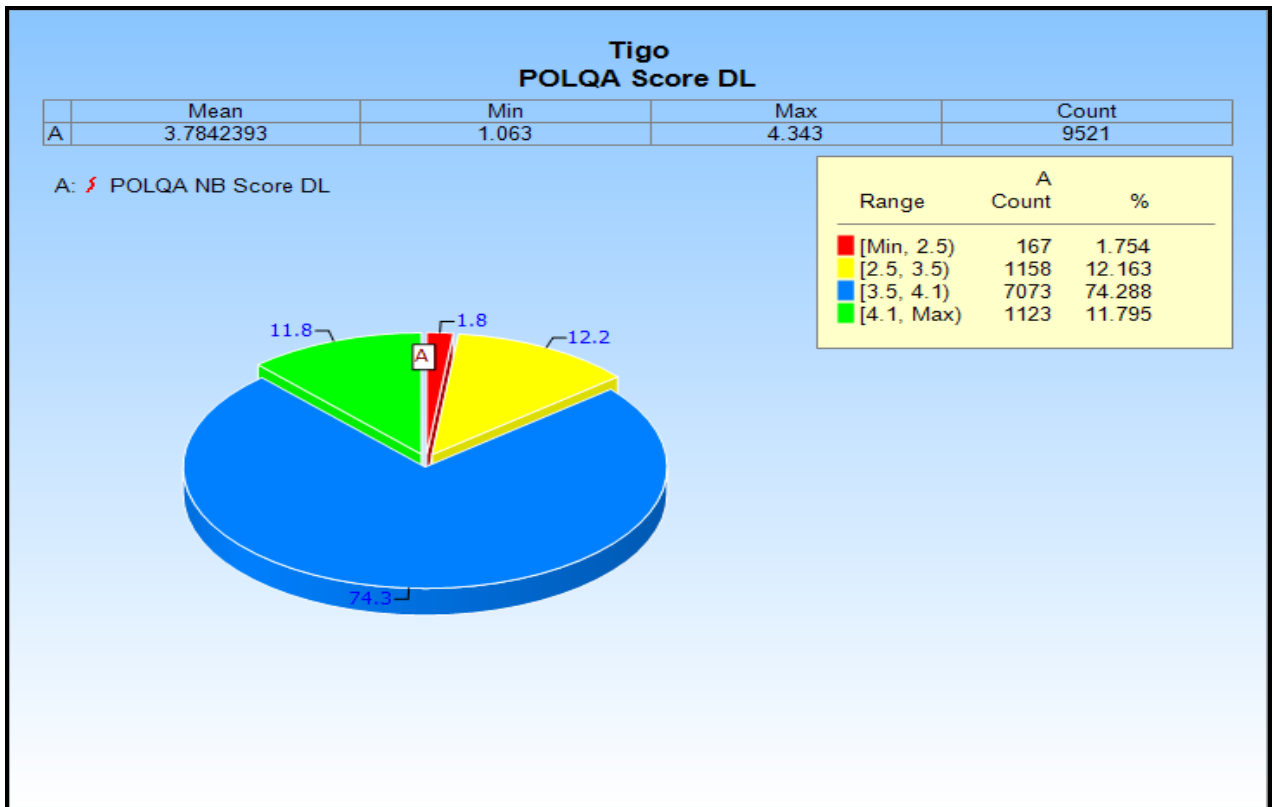 Tigo
POLQA Score DL
Mean Min Max Count
A 3.7842393 1.063 4.343 9521
A: POLQA NB Score DL
A
Range Count %
[Min, 2.5) 167 1.754
[2.5, 3.5) 1158 12.163
[3.5, 4.1) 7073 74.288
[4.1, Max) 1123 11.795
1.8
11.8
12.2
A
74.3